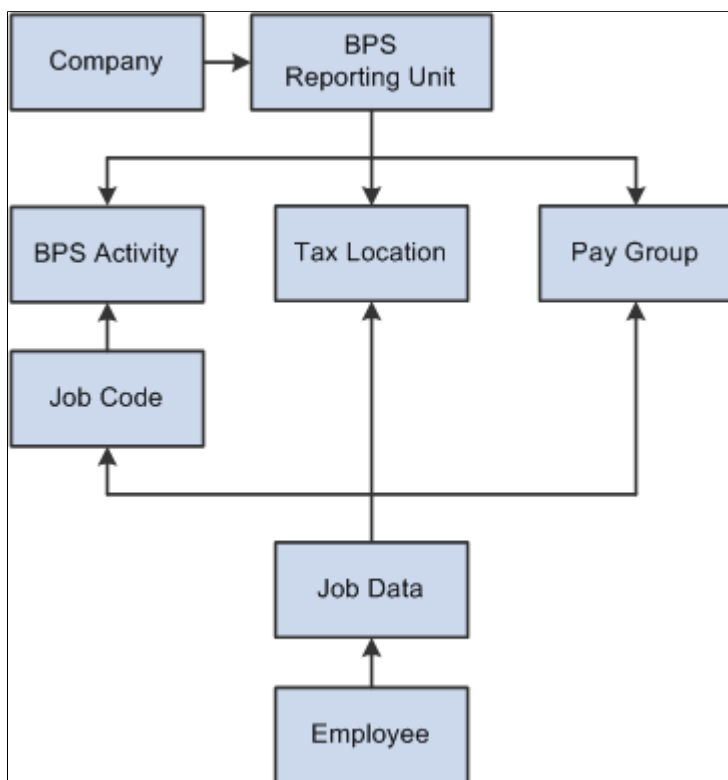 Company
BPS
Reporting Unit
BPS Activity
Tax Location
Pay Group
Job Code
Job Data
Employee